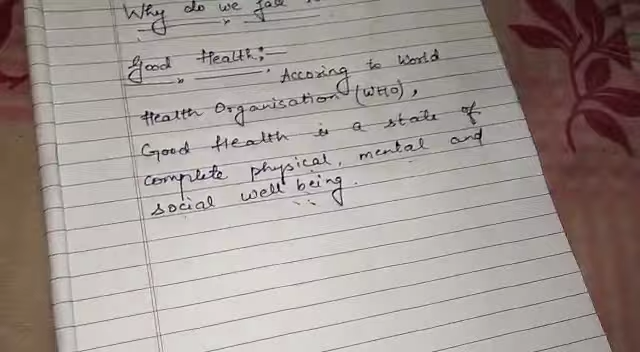 Why do we fall
Good Health:-
Accoring to World
Health Organisation (WHO),
Good Health is a state of
complete physical, mental and
social well being.